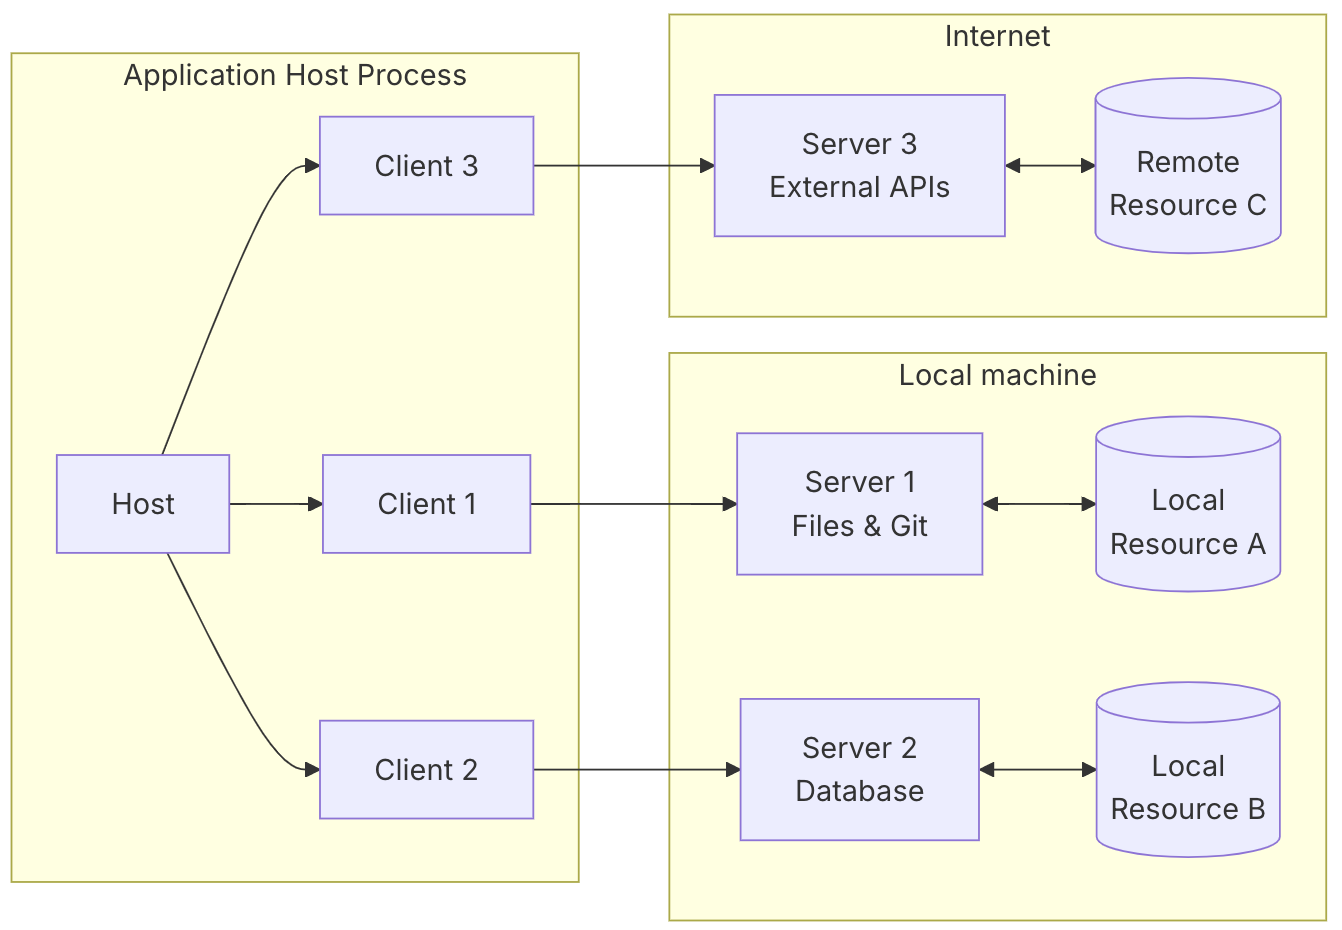 Application Host Process
Client 3
Host
Client 1
Client 2
Internet
Server 3
External APIs
Remote
Resource C
Local machine
Server 1
Files & Git
Local
Resource A
Server 2
Database
Local
Resource B